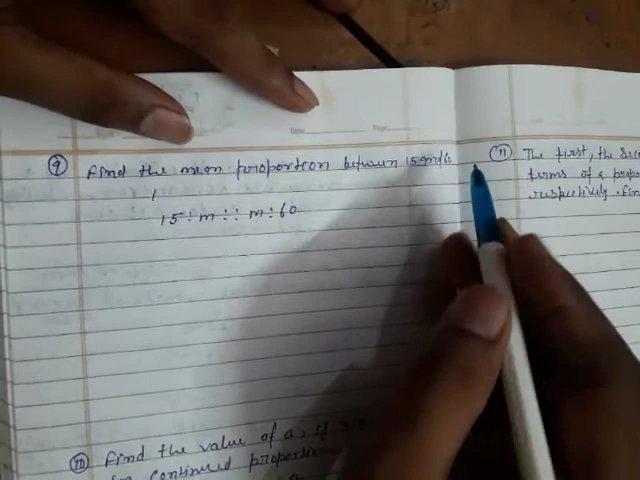 9 Find the mean proportion between 15 and 60
15 : m : : m : 60
11 The first, the
terms of a
respectively. 
10 Find the value of a, if 
in continued